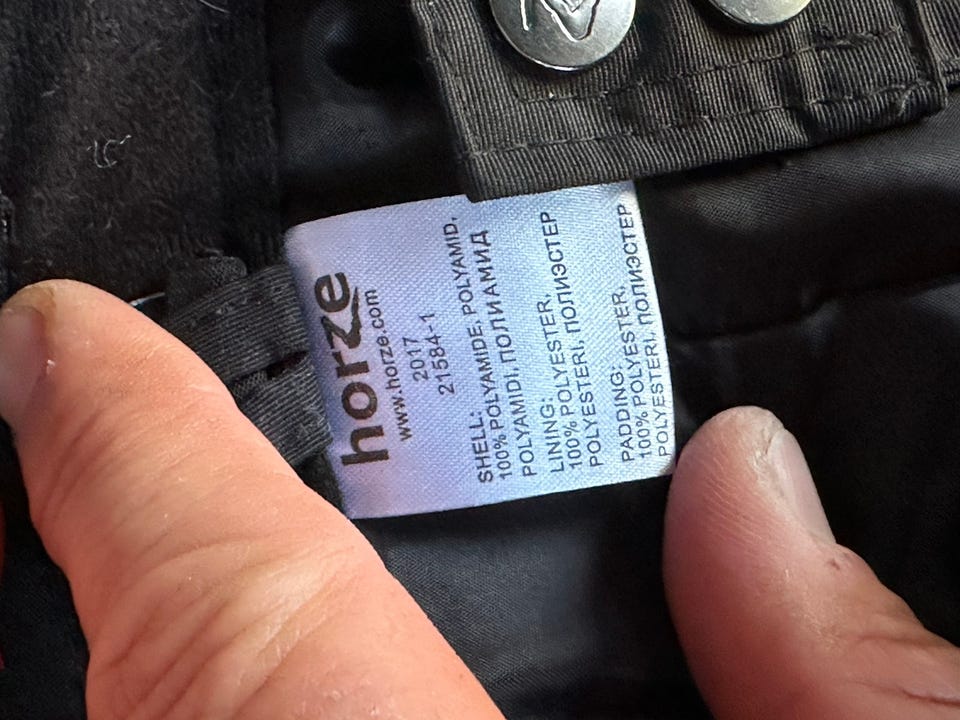 horze
www.horze.com
2017
21584-1
SHELL:
100% POLYAMIDE, POLYAMID,
POLYAMIDI, ПОЛИАМИД
LINING:
100% POLYESTER,
POLYESTERI, ПОЛИЭСТЕР
PADDING:
100% POLYESTER,
POLYESTERI, ПОЛИЭСТЕР